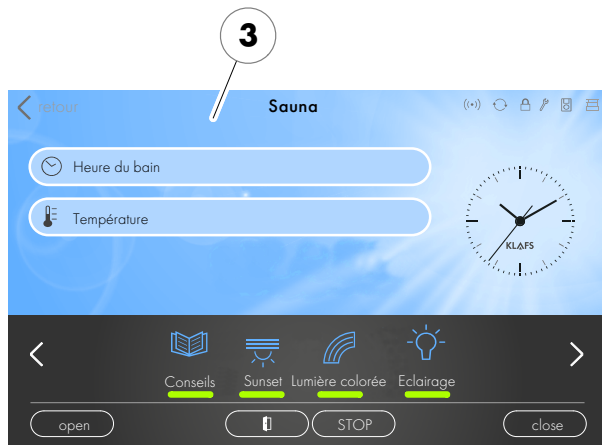 3
retour
Sauna
Heure du bain
Température
KLAFS
Conseils
Sunset
Lumière colorée
Eclairage
open
STOP
close